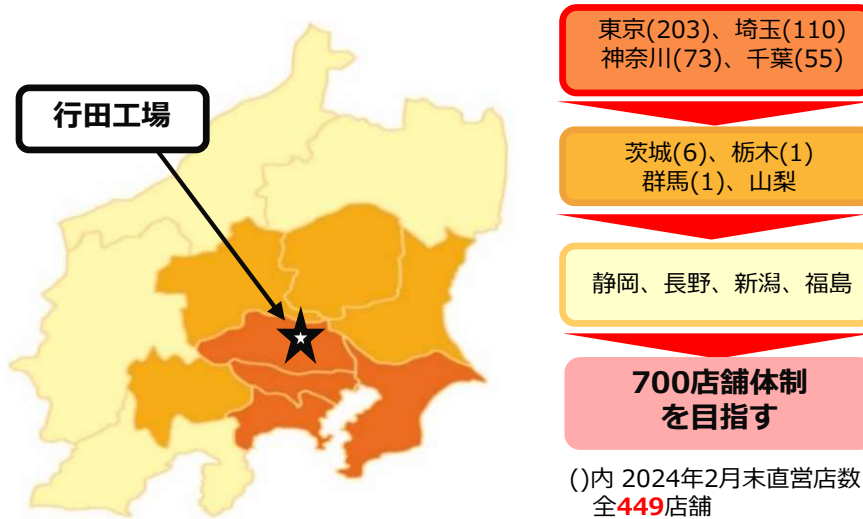 行田工場
東京(203)、埼玉(110)
神奈川(73)、千葉(55)
茨城(6)、栃木(1)
群馬(1)、山梨
静岡、長野、新潟、福島
700店舗体制
を目指す
()内 2024年2月末直営店数
全449店舗